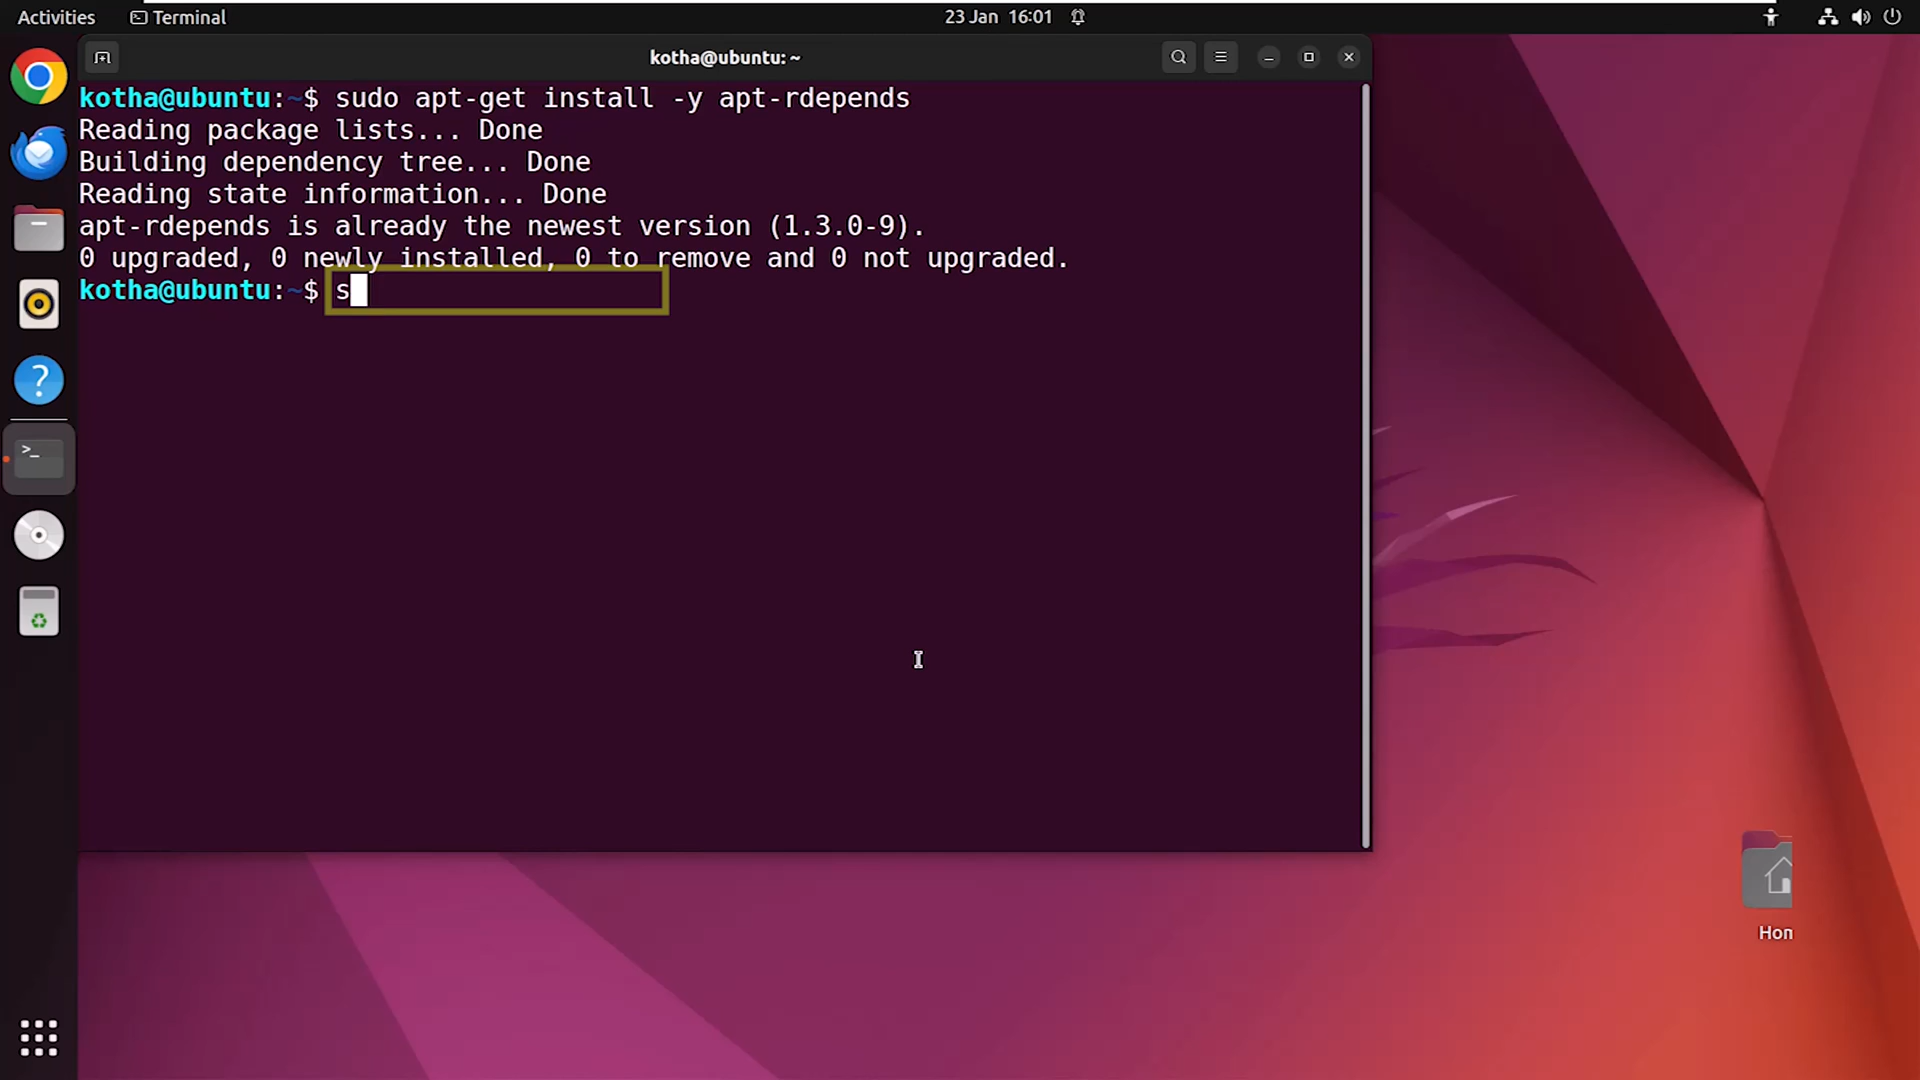 Activities Terminal 23 Jan 16:01
kotha@ubuntu: ~
kotha@ubuntu:~$ sudo apt-get install -y apt-rdepends
Reading package lists... Done
Building dependency tree... Done
Reading state information... Done
apt-rdepends is already the newest version (1.3.0-9).
0 upgraded, 0 newly installed, 0 to remove and 0 not upgraded.
kotha@ubuntu:~$ s
Hom